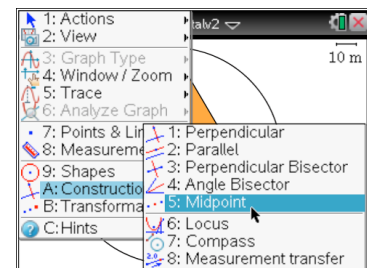 1: Actions
2: View
3: Graph Type
4: Window / Zoom
5: Trace
6: Analyze Graph
7: Points & Lin
8: Measureme
9: Shapes
A: Constructio
B: Transforma
C: Hints
talv2
10 m
1: Perpendicular
2: Parallel
3: Perpendicular Bisector
4: Angle Bisector
5: Midpoint
6: Locus
7: Compass
8: Measurement transfer